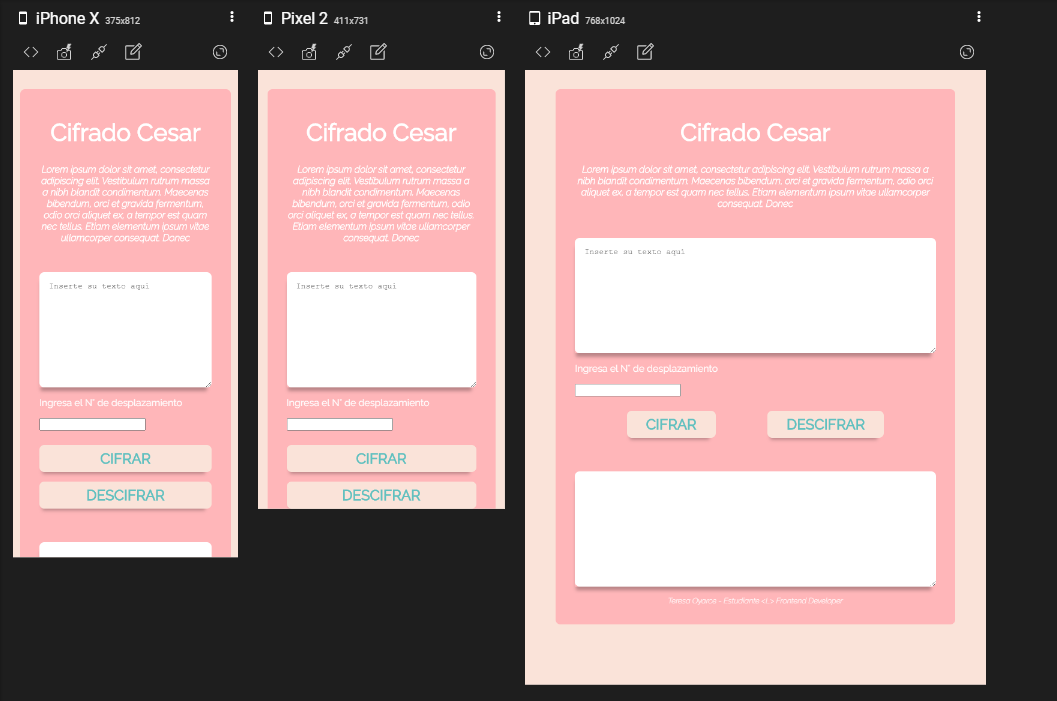 iPhone X 375x812
Cifrado Cesar
Lorem ipsum dolor sit amet, consectetur
adipiscing elit. Vestibulum rutrum massa
a nibh blandit condimentum. Maecenas
bibendum, orci et gravida fermentum,
odio orci aliquet ex, a tempor est quam
nec tellus. Etiam elementum ipsum vitae
ullamcorper consequat. Donec
Inserte su texto aqui
Ingresa el N° de desplazamiento
CIFRAR
DESCIFRAR
Pixel 2 411x731
Cifrado Cesar
Lorem ipsum dolor sit amet, consectetur
adipiscing elit. Vestibulum rutrum massa a
nibh blandit condimentum. Maecenas
bibendum, orci et gravida fermentum,
odio orci aliquet ex, a tempor est quam nec tellus.
Etiam elementum ipsum vitae ullamcorper
consequat. Donec
Inserte su texto aqui
Ingresa el N° de desplazamiento
CIFRAR
DESCIFRAR
iPad 768x1024
Cifrado Cesar
Lorem ipsum dolor sit amet, consectetur adipiscing elit. Vestibulum rutrum massa a
nibh blandit condimentum. Maecenas bibendum, orci et gravida fermentum, odio orci
aliquet ex, a tempor est quam nec tellus. Etiam elementum ipsum vitae ullamcorper
consequat. Donec
Inserte su texto aqui
Ingresa el N° de desplazamiento
CIFRAR
DESCIFRAR
Teresa Oyarce - Estudiante <L> Frontend Developer